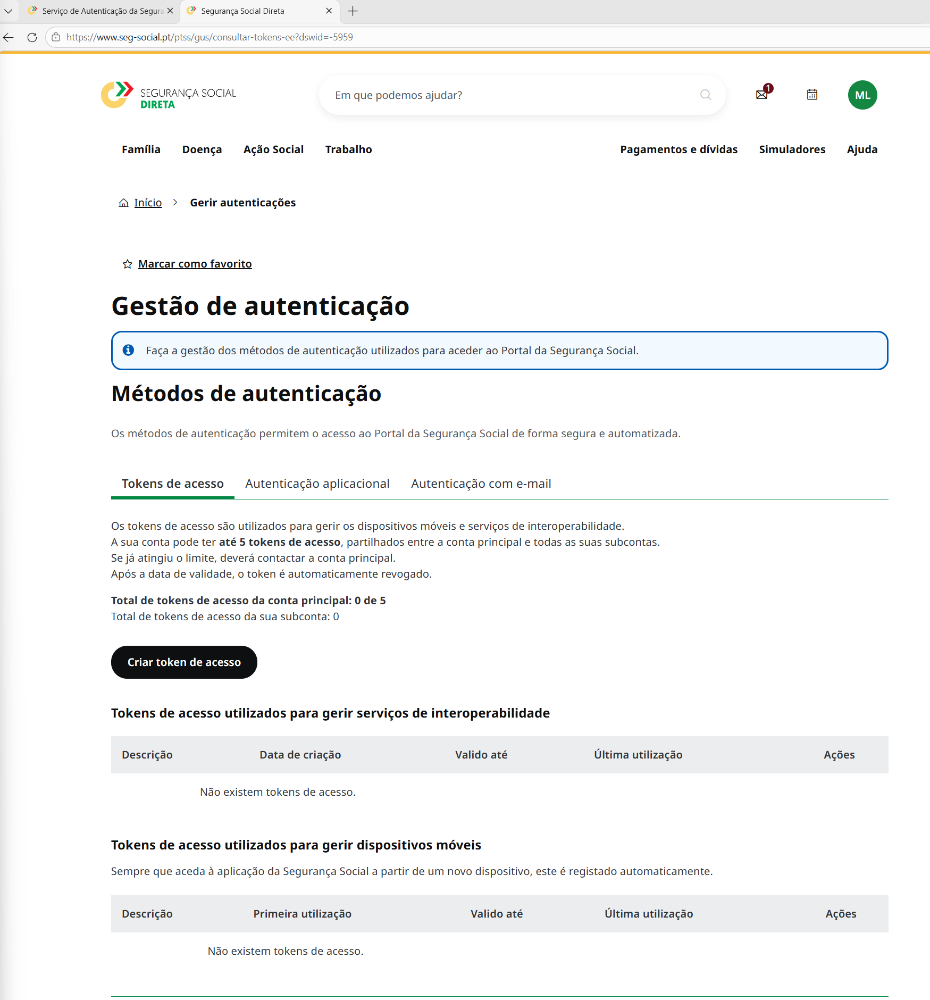 Serviço de Autenticação da Segura
Segurança Social Direta
https://www.seg-social.pt/ptss/gus/consultar-tokens-ee?dswid=-5959
SEGURANÇA SOCIAL
DIRETA
Em que podemos ajudar?
1
ML
Família
Doença
Ação Social
Trabalho
Pagamentos e dívidas
Simuladores
Ajuda
Início
Gerir autenticações
Marcar como favorito
Gestão de autenticação
Faça a gestão dos métodos de autenticação utilizados para aceder ao Portal da Segurança Social.
Métodos de autenticação
Os métodos de autenticação permitem o acesso ao Portal da Segurança Social de forma segura e automatizada.
Tokens de acesso
Autenticação aplicacional
Autenticação com e-mail
Os tokens de acesso são utilizados para gerir os dispositivos móveis e serviços de interoperabilidade.
A sua conta pode ter até 5 tokens de acesso, partilhados entre a conta principal e todas as suas subcontas.
Se já atingiu o limite, deverá contactar a conta principal.
Após a data de validade, o token é automaticamente revogado.
Total de tokens de acesso da conta principal: 0 de 5
Total de tokens de acesso da sua subconta: 0
Criar token de acesso
Tokens de acesso utilizados para gerir serviços de interoperabilidade
Descrição
Data de criação
Valido até
Última utilização
Ações
Não existem tokens de acesso.
Tokens de acesso utilizados para gerir dispositivos móveis
Sempre que aceda à aplicação da Segurança Social a partir de um novo dispositivo, este é registado automaticamente.
Descrição
Primeira utilização
Valido até
Última utilização
Ações
Não existem tokens de acesso.